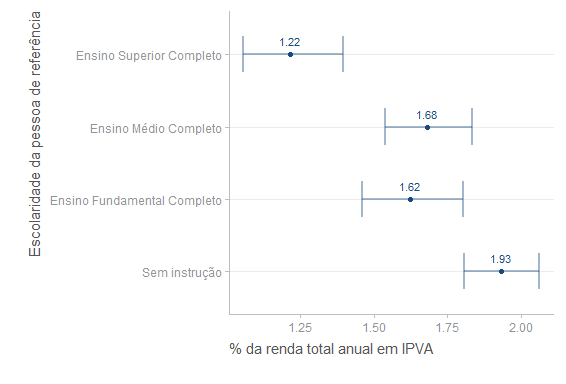 Escolaridade da pessoa de referência
Ensino Superior Completo
1.22
Ensino Médio Completo
1.68
Ensino Fundamental Completo
1.62
Sem instrução
1.93
1.25 1.50 1.75 2.00
% da renda total anual em IPVA